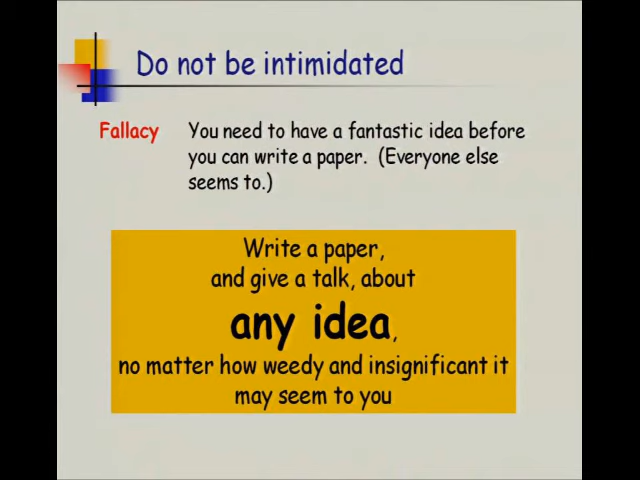 Do not be intimidated
Fallacy You need to have a fantastic idea before
you can write a paper. (Everyone else
seems to.)
Write a paper,
and give a talk, about
any idea,
no matter how weedy and insignificant it
may seem to you